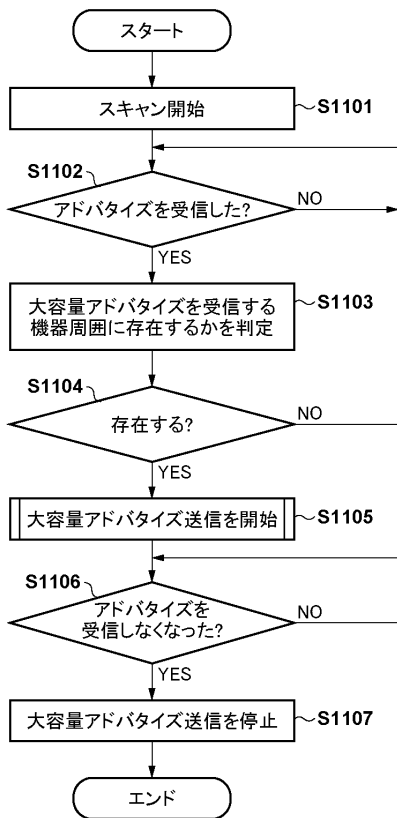 スタート
スキャン開始
S1101
S1102
アドバタイズを受信した?
NO
YES
大容量アドバタイズを受信する
機器周囲に存在するかを判定
S1103
S1104
存在する?
NO
YES
大容量アドバタイズ送信を開始
S1105
S1106
アドバタイズを
受信しなくなった?
NO
YES
大容量アドバタイズ送信を停止
S1107
エンド